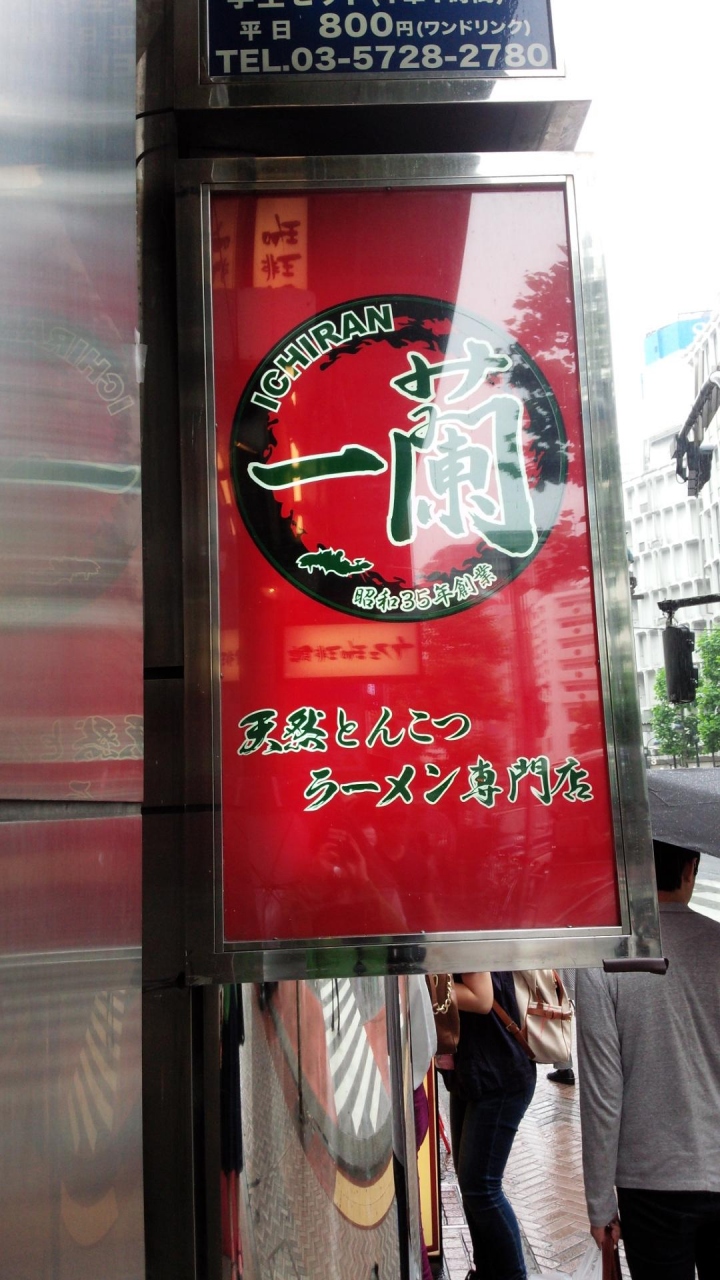 平日 800円(ワンドリンク)
TEL.03-5728-2780
ICHIRAN
一蘭
昭和35年創業
天然とんこつ
ラーメン専門店